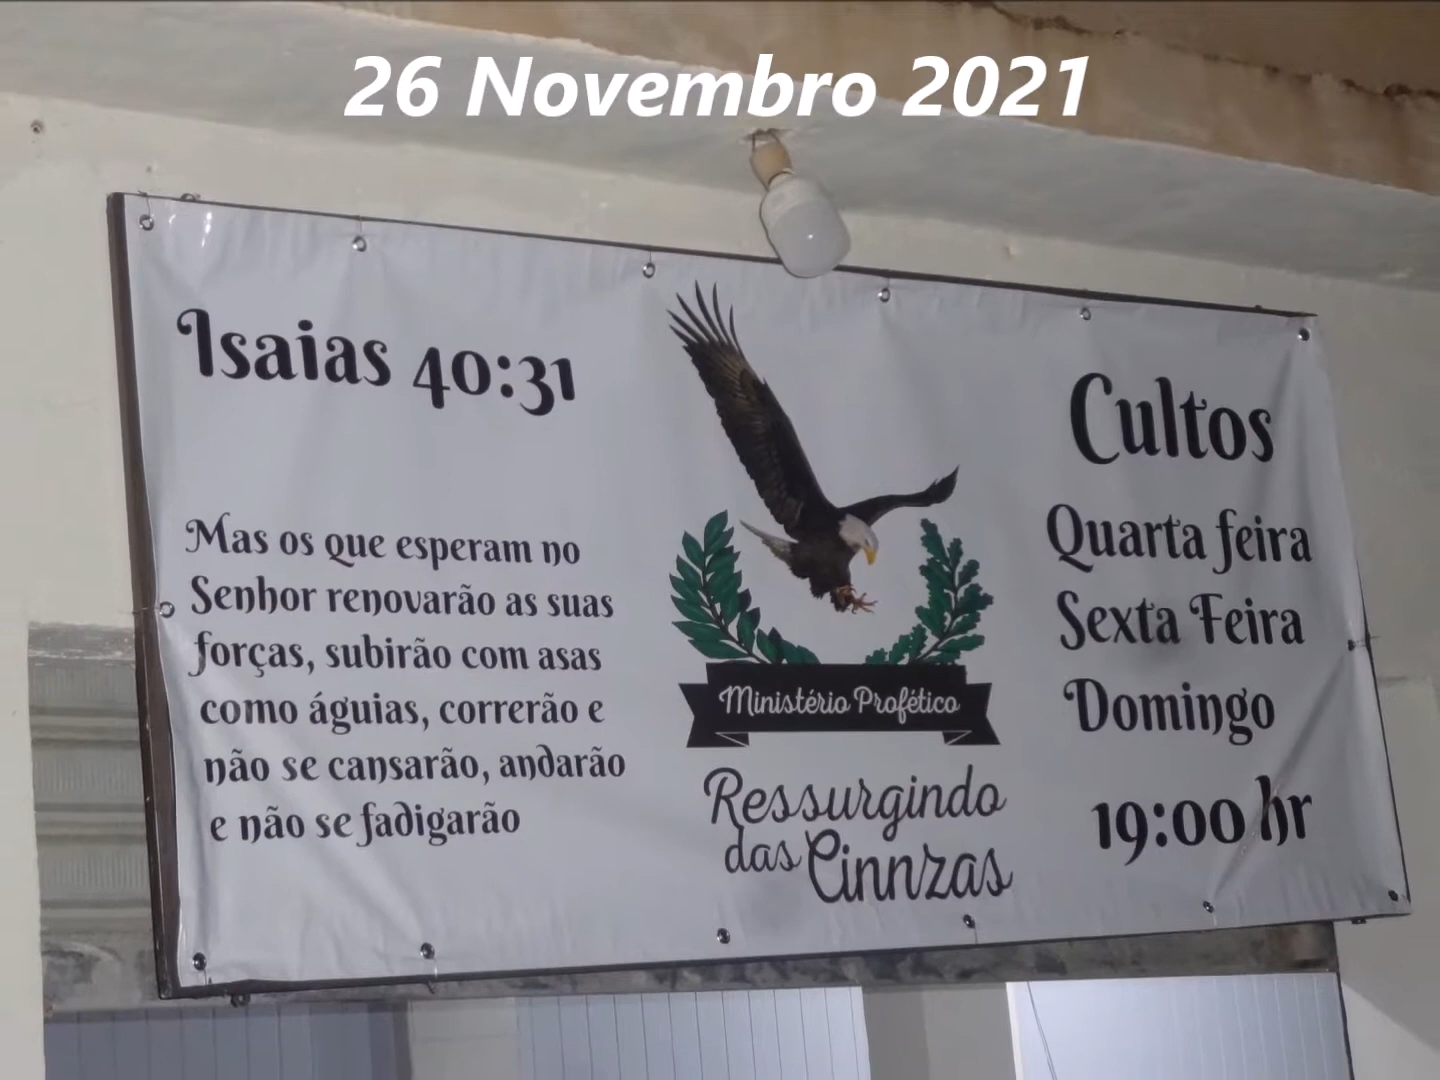 26 Novembro 2021
Isaias 40:31
Mas os que esperam no
Senhor renovarão as suas
forças, subirão com asas
como águias, correrão e
não se cansarão, andarão
e não se fadigarão
Ministério Profético
Ressurgindo
das Cinnzas
Cultos
Quarta feira
Sexta Feira
Domingo
19:00 hr